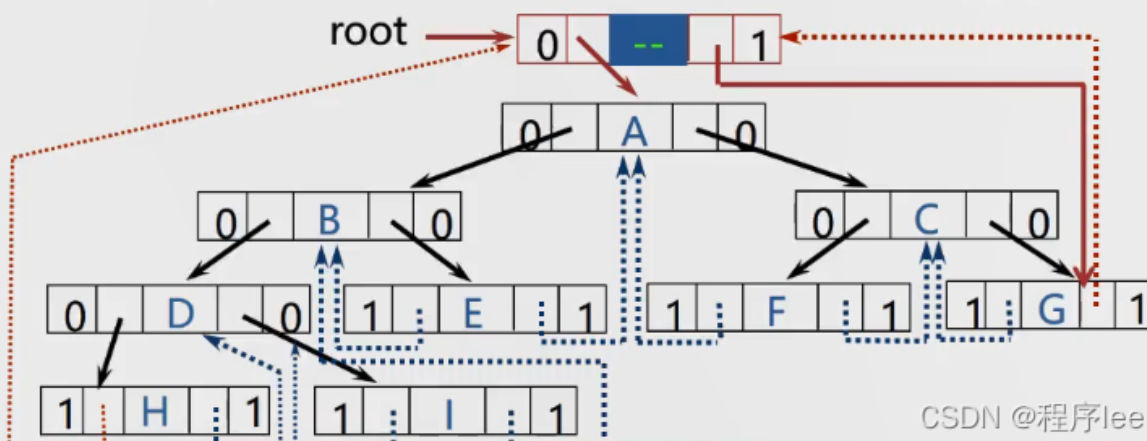 root 0 -- 1
0 A 0
0 B 0 0 C 0
0 D 0 1 E 1 1 F 1 1 G 1
1 H 1 1 I 1
CSDN @程序lee